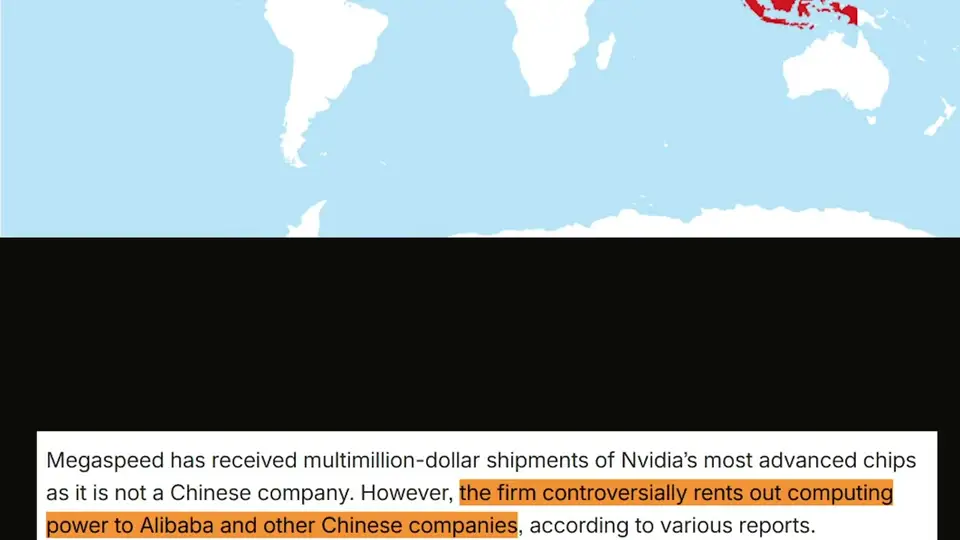 Megaspeed has received multimillion-dollar shipments of Nvidia’s most advanced chips
as it is not a Chinese company. However, the firm controversially rents out computing
power to Alibaba and other Chinese companies, according to various reports.